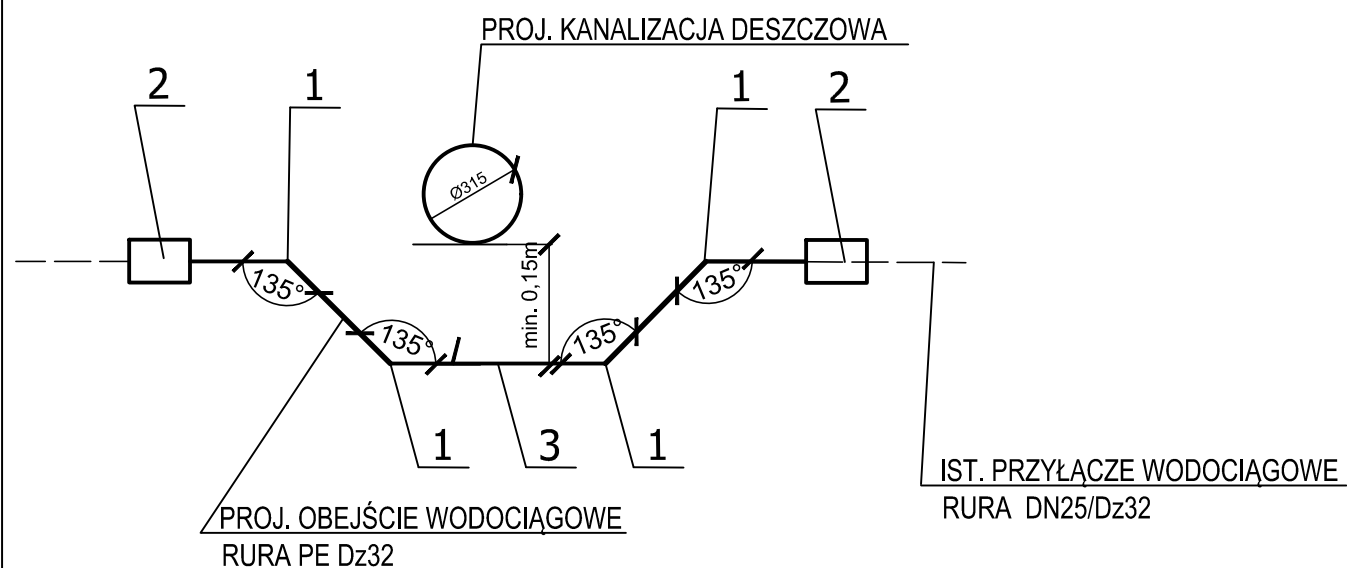 PROJ. KANALIZACJA DESZCZOWA
2
1
1
2
Ø315
min. 0,15m
135°
135°
135°
135°
1
3
1
IST. PRZYŁĄCZE WODOCIĄGOWE
RURA DN25/Dz32
PROJ. OBEJŚCIE WODOCIĄGOWE
RURA PE Dz32